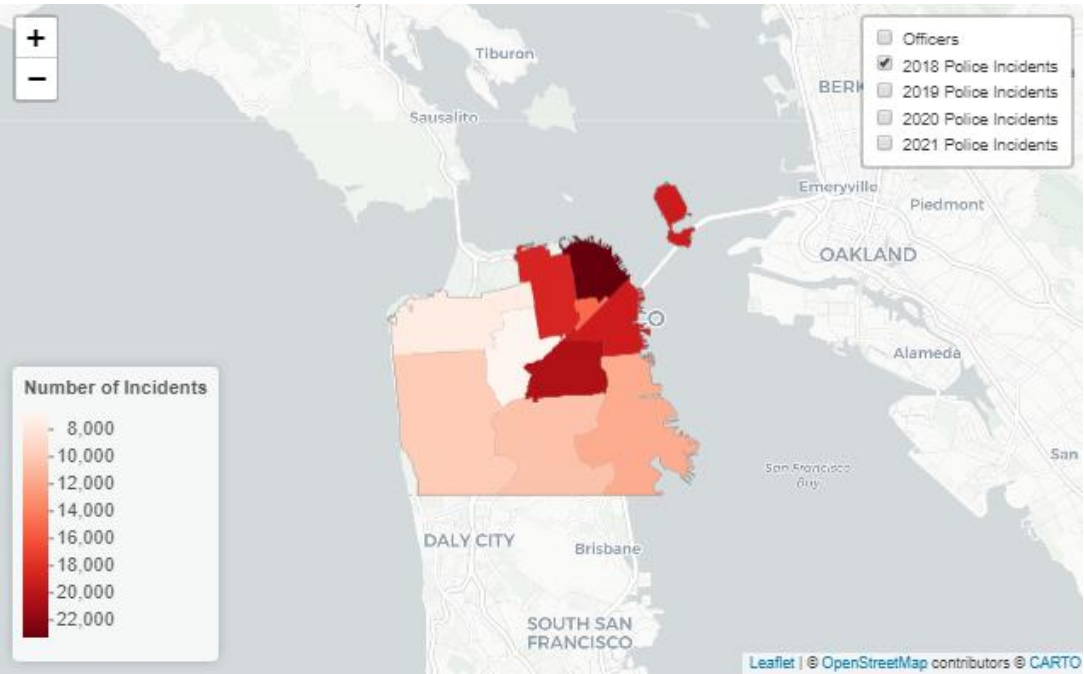 +
−
Tiburon
Sausalito
Officers
2018 Police Incidents
2019 Police Incidents
2020 Police Incidents
2021 Police Incidents
BERK
Emeryville
Piedmont
OAKLAND
CO
Alameda
San
San Francisco
Bay
Number of Incidents
8,000
10,000
12,000
14,000
16,000
18,000
20,000
22,000
DALY CITY
Brisbane
SOUTH SAN
FRANCISCO
Leaflet | © OpenStreetMap contributors © CARTO